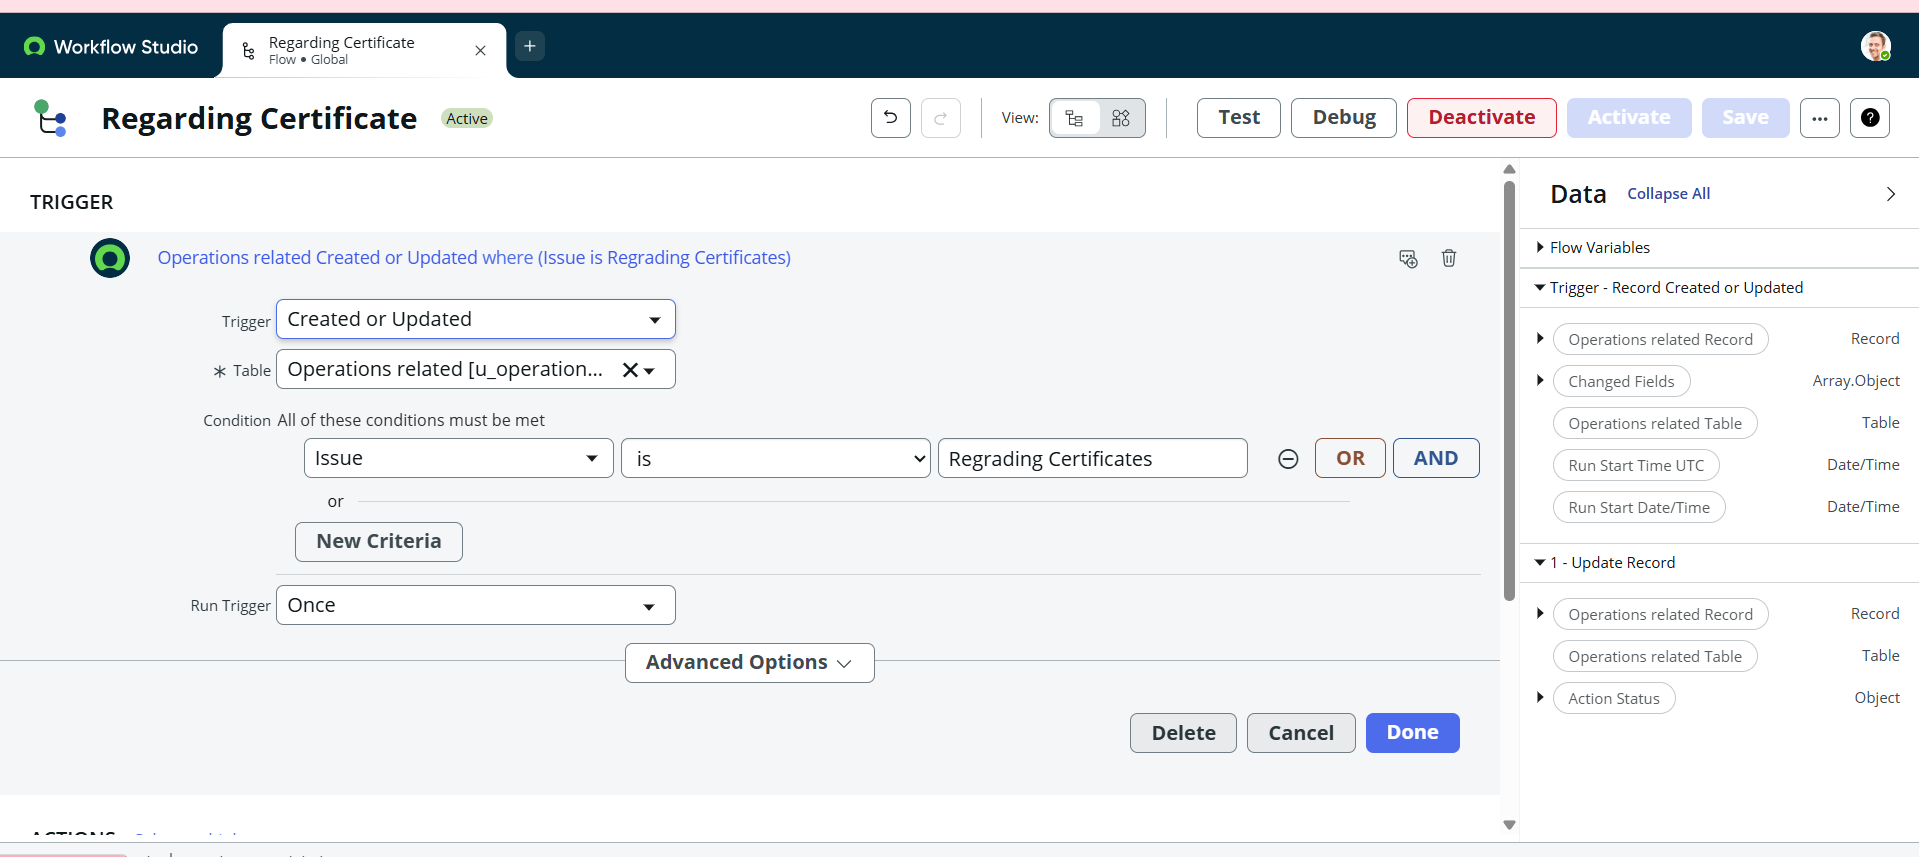 Workflow Studio
Regarding Certificate
Flow • Global
Regarding Certificate
Active
View:
Test
Debug
Deactivate
Activate
Save
TRIGGER
Operations related Created or Updated where (Issue is Regrading Certificates)
Trigger
Created or Updated
* Table
Operations related [u_operation...
Condition All of these conditions must be met
Issue
is
Regrading Certificates
OR
AND
or
New Criteria
Run Trigger
Once
Advanced Options
Delete
Cancel
Done
ACTIONS
Data
Collapse All
Flow Variables
Trigger - Record Created or Updated
Operations related Record Record
Changed Fields Array.Object
Operations related Table Table
Run Start Time UTC Date/Time
Run Start Date/Time Date/Time
1 - Update Record
Operations related Record Record
Operations related Table Table
Action Status Object